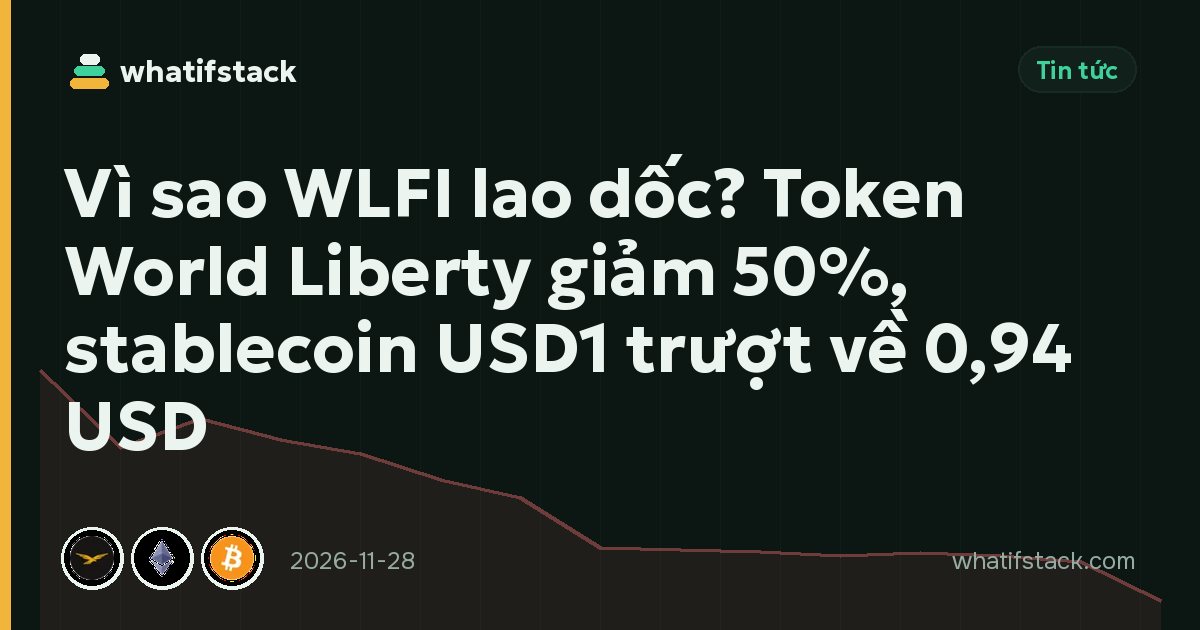 whatifstack
Tin tức
Vì sao WLFI lao dốc? Token
World Liberty giảm 50%,
stablecoin USD1 trượt về 0,94
USD
2026-11-28
whatifstack.com